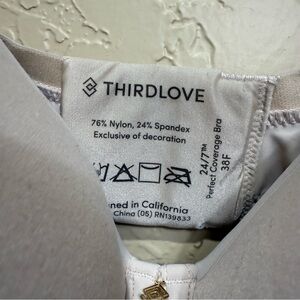 THIRDLOVE
76% Nylon, 24% Spandex
Exclusive of decoration
24/7™
Perfect Coverage Bra
38F
ned in California
China (05) RN139833